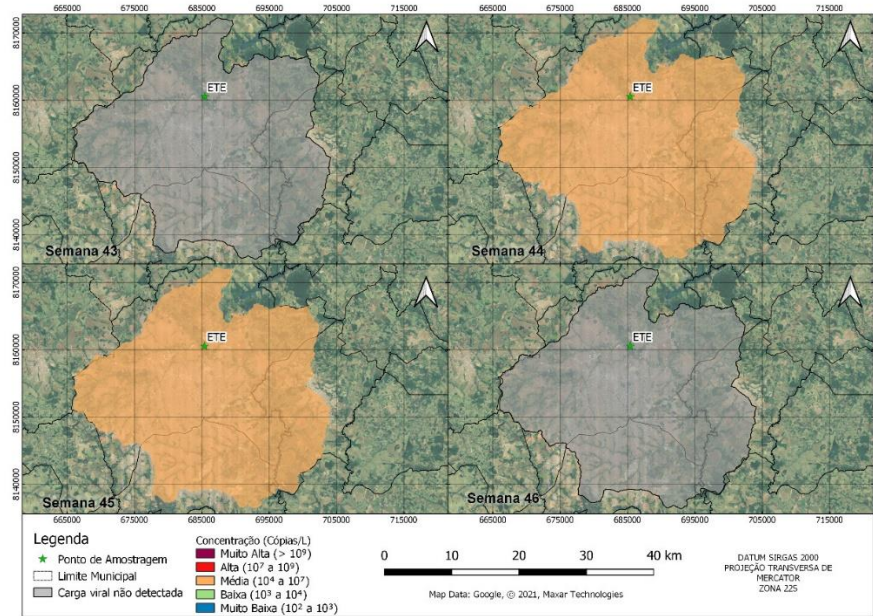 665000 675000 685000 695000 705000 715000 665000 675000 685000 695000 705000 715000
8170000
8160000
8150000
8140000
ETE
Semana 43
ETE
Semana 44
8170000
8160000
8150000
8140000
ETE
Semana 45
ETE
Semana 46
665000 675000 685000 695000 705000 715000 665000 675000 685000 695000 705000 715000
Legenda
Ponto de Amostragem
Limite Municipal
Carga viral não detectada
Concentração (Cópias/L)
Muito Alta (> 10⁹)
Alta (10⁷ a 10⁹)
Média (10⁴ a 10⁷)
Baixa (10³ a 10⁴)
Muito Baixa (10² a 10³)
0 10 20 30 40 km
Map Data: Google, © 2021, Maxar Technologies
DATUM SIRGAS 2000
PROJEÇÃO TRANSVERSA DE
MERCATOR
ZONA 22S